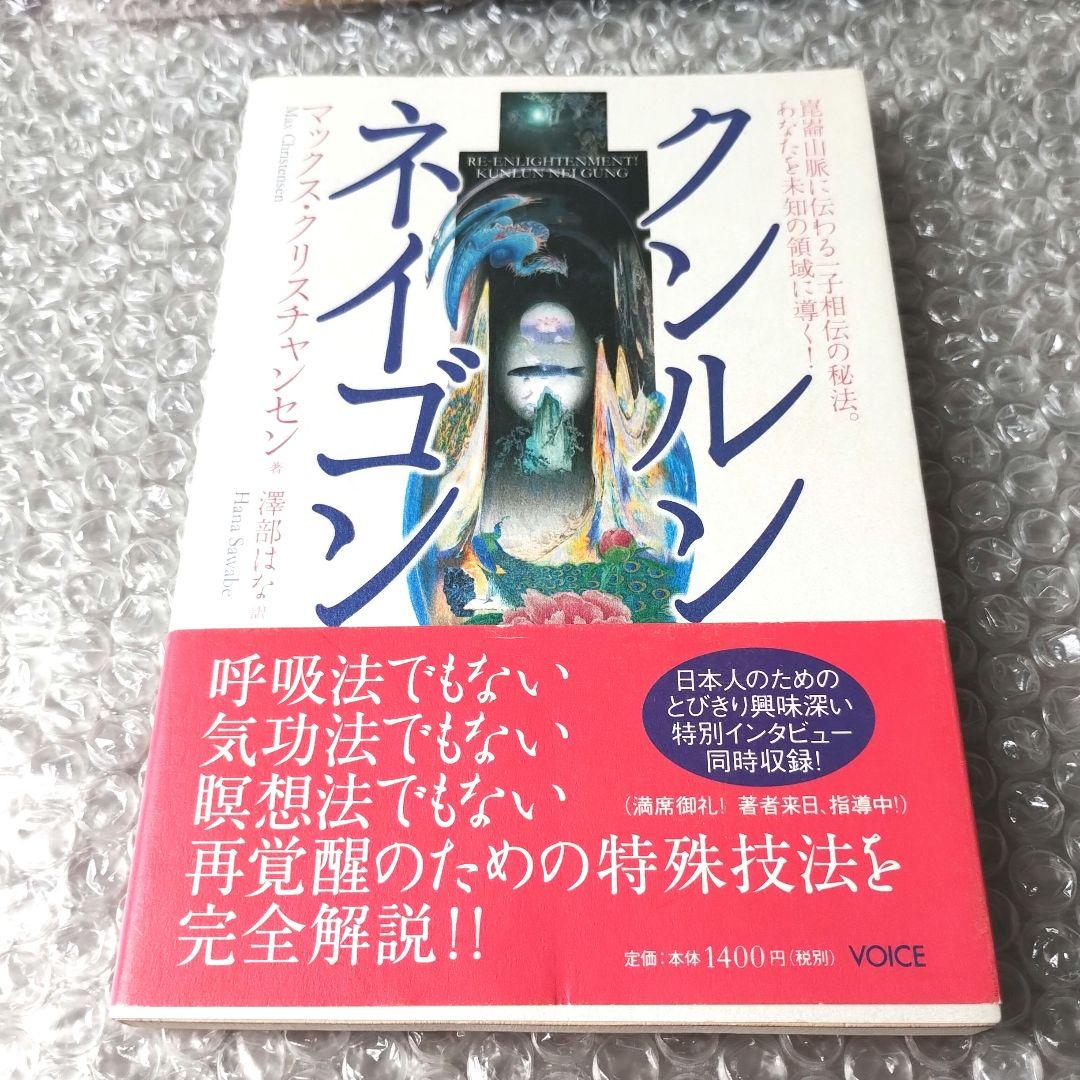 崑崙山脈に伝わる一子相伝の秘法。
あなたを未知の領域に導く!
クンルン
ネイゴン
RE-ENLIGHTENMENT!
KUNLUN NEI GUNG
マックス・クリスチャンセン 著
Max Christensen
澤部はな 訳
Hana Sawabe
呼吸法でもない
気功法でもない
瞑想法でもない
再覚醒のための特殊技法を
完全解説!!
日本人のための
とびきり興味深い
特別インタビュー
同時収録!
(満席御礼! 著者来日、指導中!)
定価:本体1400円(税別) VOICE